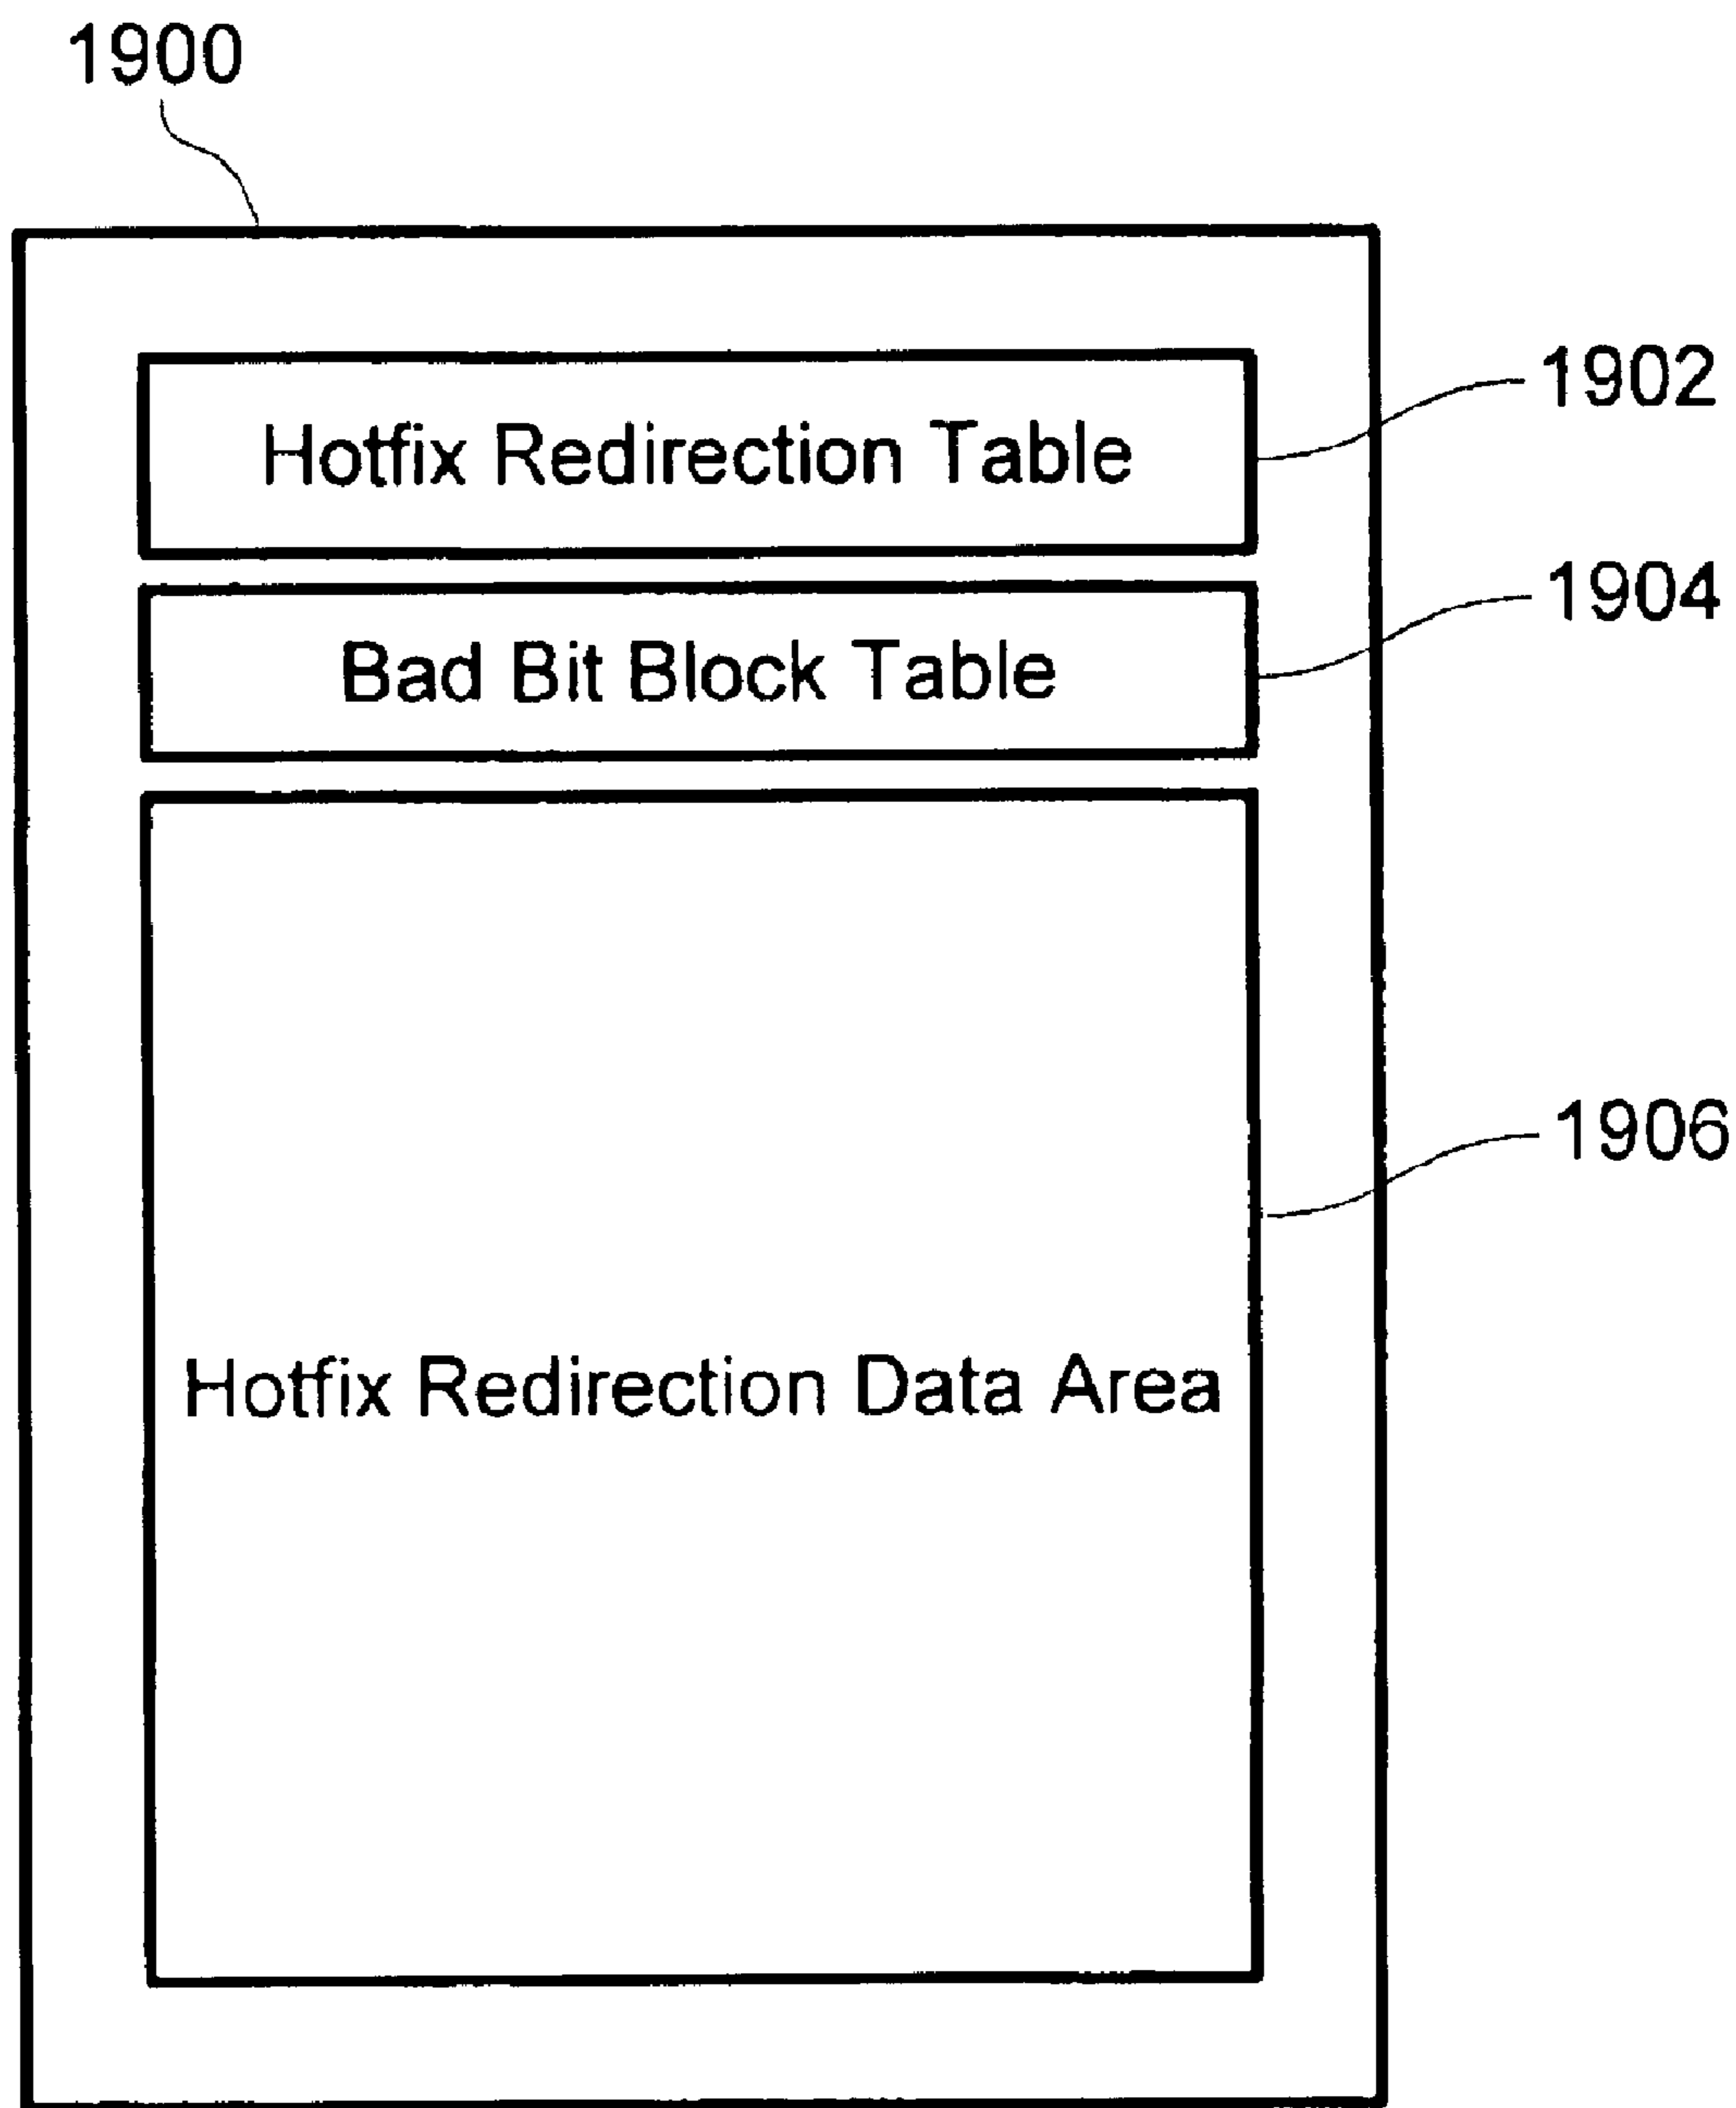 1900
Hotfix Redirection Table
1902
Bad Bit Block Table
1904
1906
Hotfix Redirection Data Area